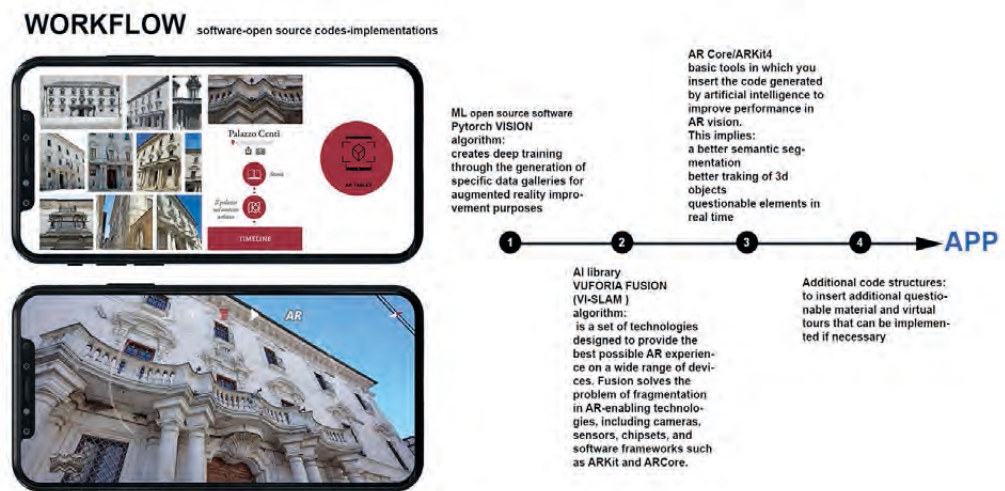 WORKFLOW software-open source codes-implementations
Palazzo Centi
Storia
Il palazzo
nel contesto
urbano
TIMELINE
AR TABLET
AR
ML open source software
Pytorch VISION
algorithm:
creates deep training
through the generation of
specific data galleries for
augmented reality impro-
vement purposes
AI library
VUFORIA FUSION
(VI-SLAM )
algorithm:
is a set of technologies
designed to provide the
best possible AR experien-
ce on a wide range of devi-
ces. Fusion solves the
problem of fragmentation
in AR-enabling technolo-
gies, including cameras,
sensors, chipsets, and
software frameworks such
as ARKit and ARCore.
AR Core/ARKit4
basic tools in which you
insert the code generated
by artificial intelligence to
improve performance in
AR vision.
This implies:
a better semantic seg-
mentation
better traking of 3d
objects
questionable elements in
real time
Additional code structures:
to insert additional questio-
nable material and virtual
tours that can be implemen-
ted if necessary
1
2
3
4
APP